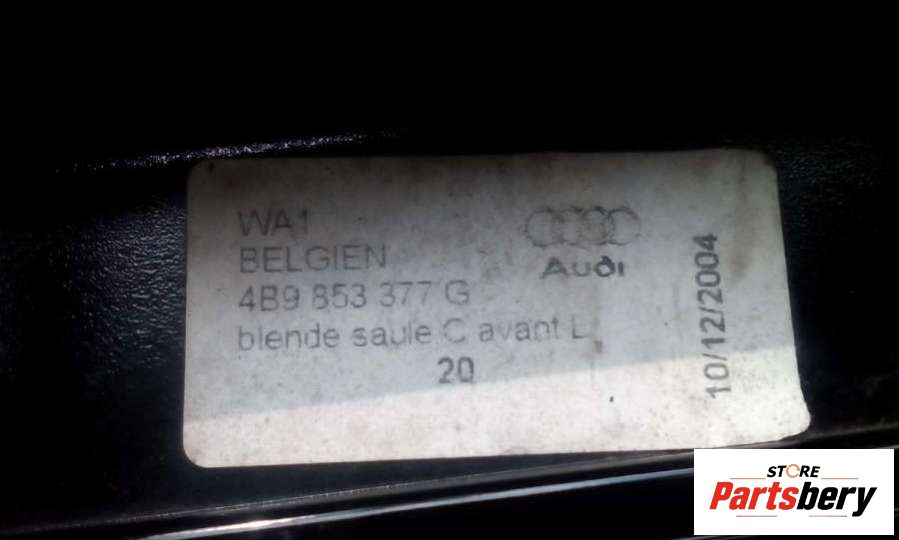 WA1
BELGIEN
4B9 853 377 G
blende saule C avant L
20
Audi
10/12/2004
STORE
Partsbery